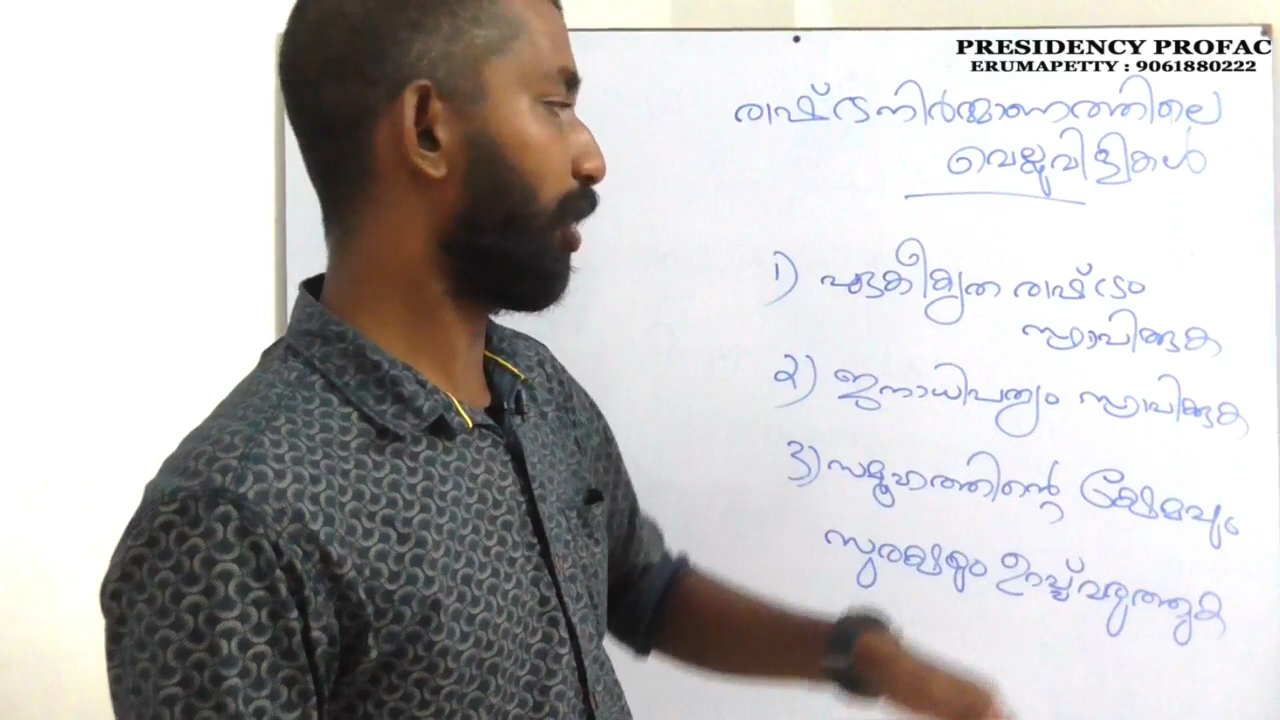 PRESIDENCY PROFAC
ERUMAPETTY : 9061880222
രാഷ്ട്രനിർമ്മാണത്തിലെ
വെല്ലുവിളികൾ
1) ഏകീകൃത രാഷ്ട്രം
സ്ഥാപിക്കുക
2) ജനാധിപത്യം സ്ഥാപിക്കുക
3) സമൂഹത്തിന്റെ ക്ഷേമവും
സുരക്ഷയും ഉറപ്പ് വരുത്തുക